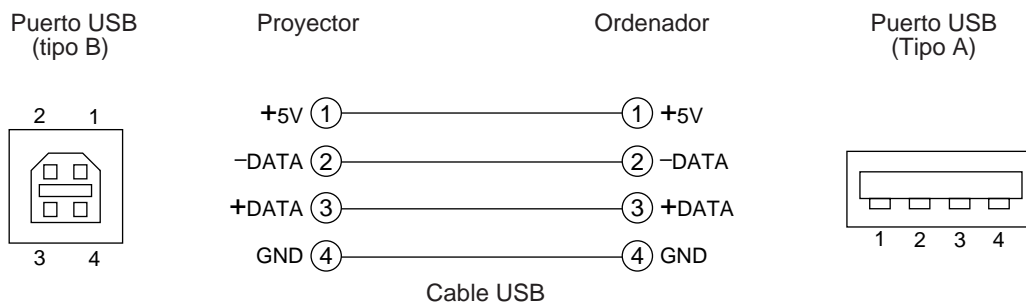 Puerto USB
(tipo B)
Proyector
Ordenador
Puerto USB
(Tipo A)
2 1
3 4
+5V 1 1 +5V
−DATA 2 2 −DATA
+DATA 3 3 +DATA
GND 4 4 GND
Cable USB
1 2 3 4